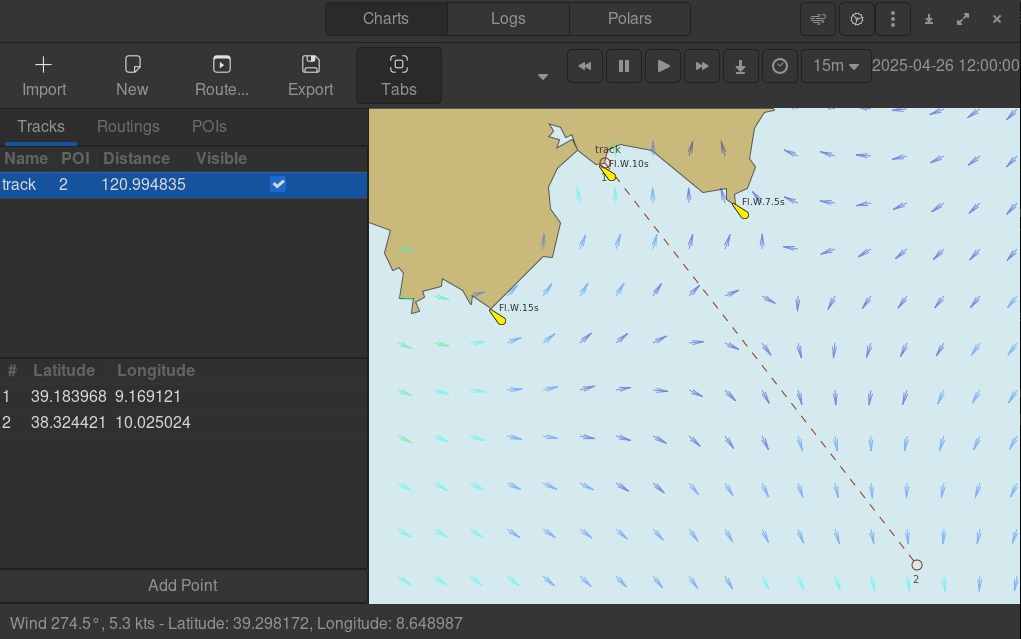 Charts Logs Polars
Import New Route... Export Tabs 15m 2025-04-26 12:00:00
Tracks Routings POIs
Name POI Distance Visible
track 2 120.994835
# Latitude Longitude
1 39.183968 9.169121
2 38.324421 10.025024
Add Point
track
Fl.W.10s
1
Fl.W.7.5s
Fl.W.15s
2
Wind 274.5°, 5.3 kts - Latitude: 39.298172, Longitude: 8.648987